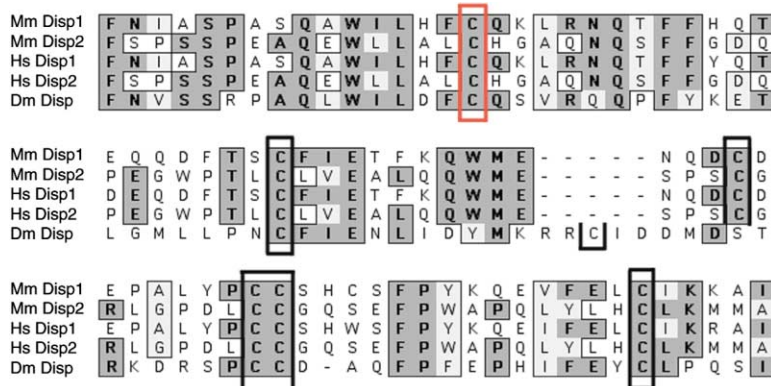 Mm Disp1 F N I A S P A S Q A W I L H F C Q K L R N Q T F F H Q T
Mm Disp2 F S P S S P E A Q E W L L A L C H G A Q N Q S F F G D Q
Hs Disp1 F N I A S P A S Q A W I L H F C Q K L R N Q T F F Y Q T
Hs Disp2 F S P S S P E A Q E W L L A L C H G A Q N Q S F F G D Q
Dm Disp F N V S S R P A Q L W I L D F C Q S V R Q Q P F Y K E T
Mm Disp1 E Q Q D F T S C F I E T F K Q W M E - - - - - N Q D C D
Mm Disp2 P E G W P T L C L V E A L Q Q W M E - - - - - S P S C G
Hs Disp1 D E Q D F T S C F I E T F K Q W M E - - - - - N Q D C D
Hs Disp2 P E G W P T L C L V E A L Q Q W M E - - - - - S P S C G
Dm Disp L G M L L P N C F I E N L I D Y M K R R C I D D M D S T
Mm Disp1 E P A L Y P C C S H C S F P Y K Q E V F E L C I K K A I
Mm Disp2 R L G P D L C C G Q S E F P W A P Q L Y L H C L K M M A
Hs Disp1 E P A L Y P C C S H W S F P Y K Q E I F E L C I K R A I
Hs Disp2 R L G P D L C C G Q S E F P W A P Q L Y L H C L K M M A
Dm Disp R K D R S P C C D - A Q F P F E P H I F E Y C L P Q S I